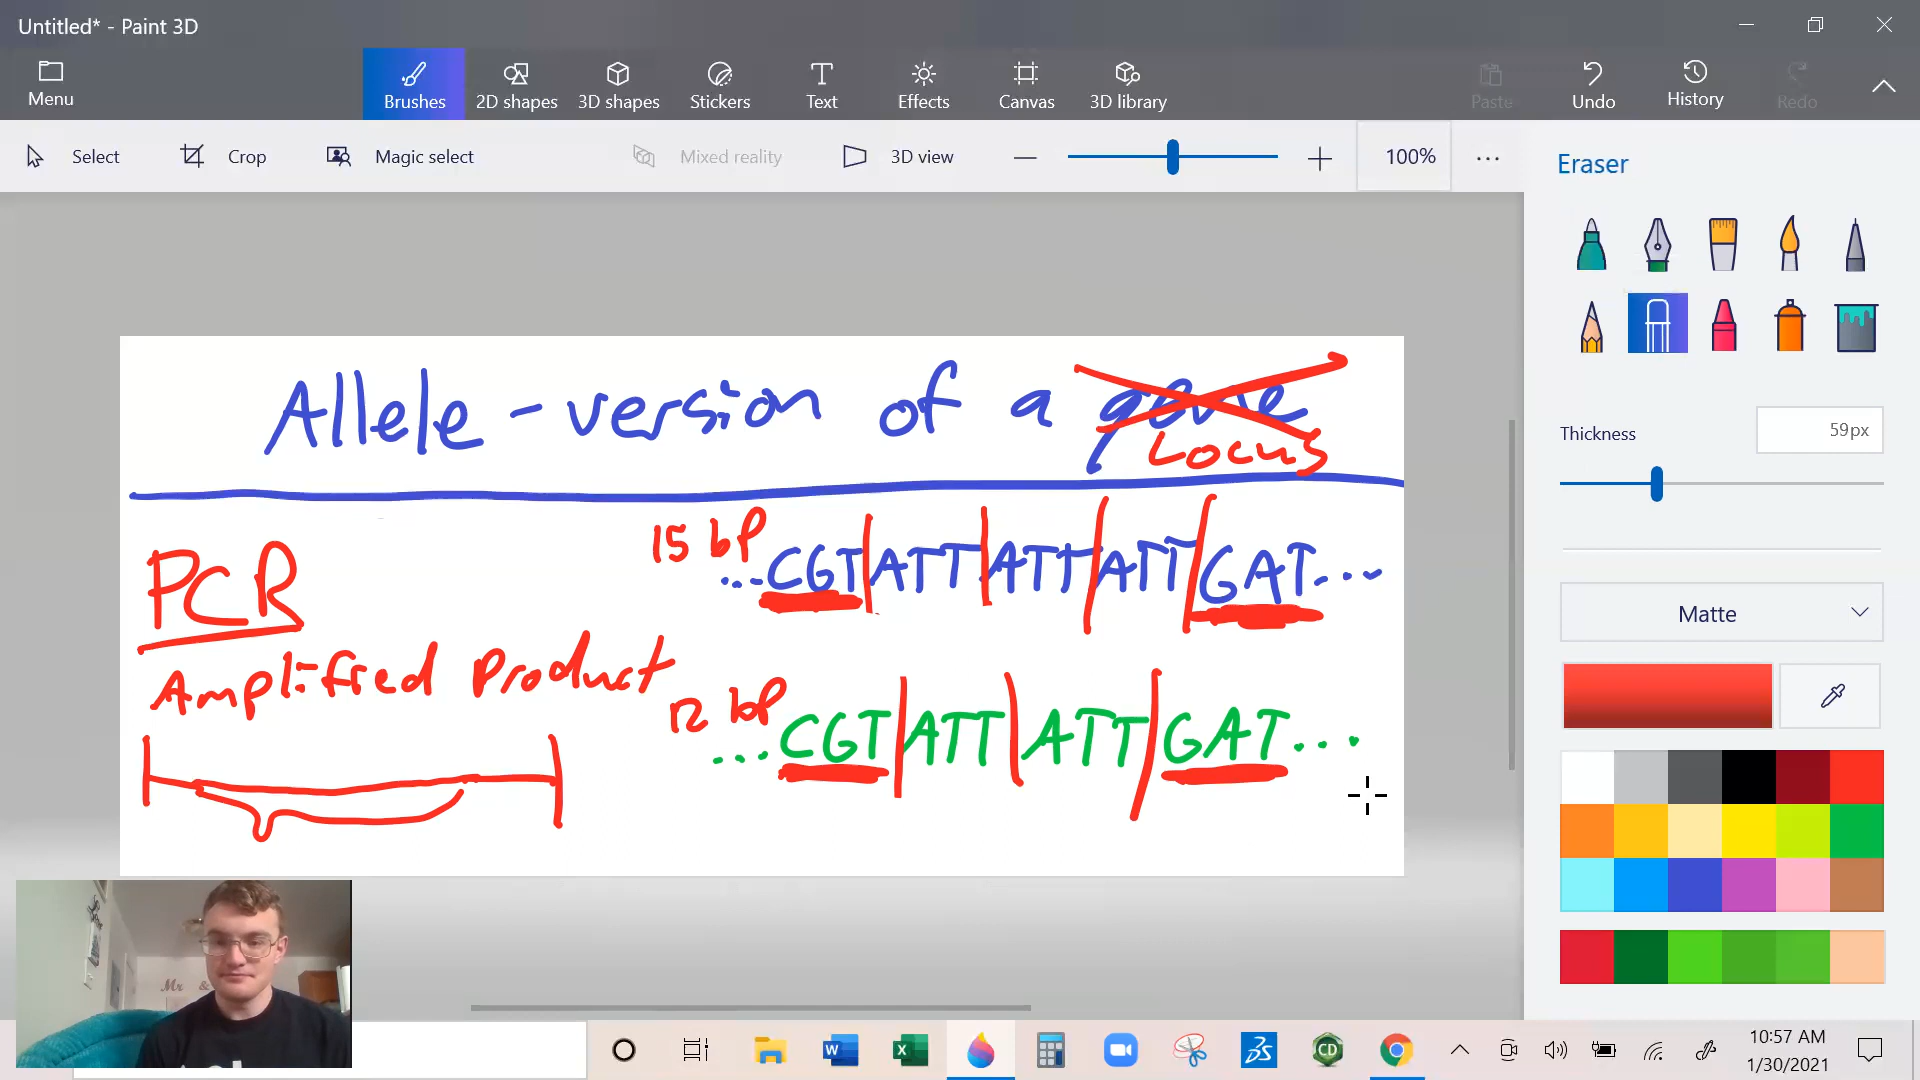 Untitled* - Paint 3D
Menu
Brushes
2D shapes
3D shapes
Stickers
Text
Effects
Canvas
3D library
Paste
Undo
History
Redo
Select
Crop
Magic select
Mixed reality
3D view
100%
Eraser
Thickness
59px
Matte
Allele - version of a gene
Locus
PCR
Amplified Product
15 bp
...CGT ATT ATT ATT GAT...
12 bp
...CGT ATT ATT GAT...
Mr &
10:57 AM
1/30/2021
W
X
CD